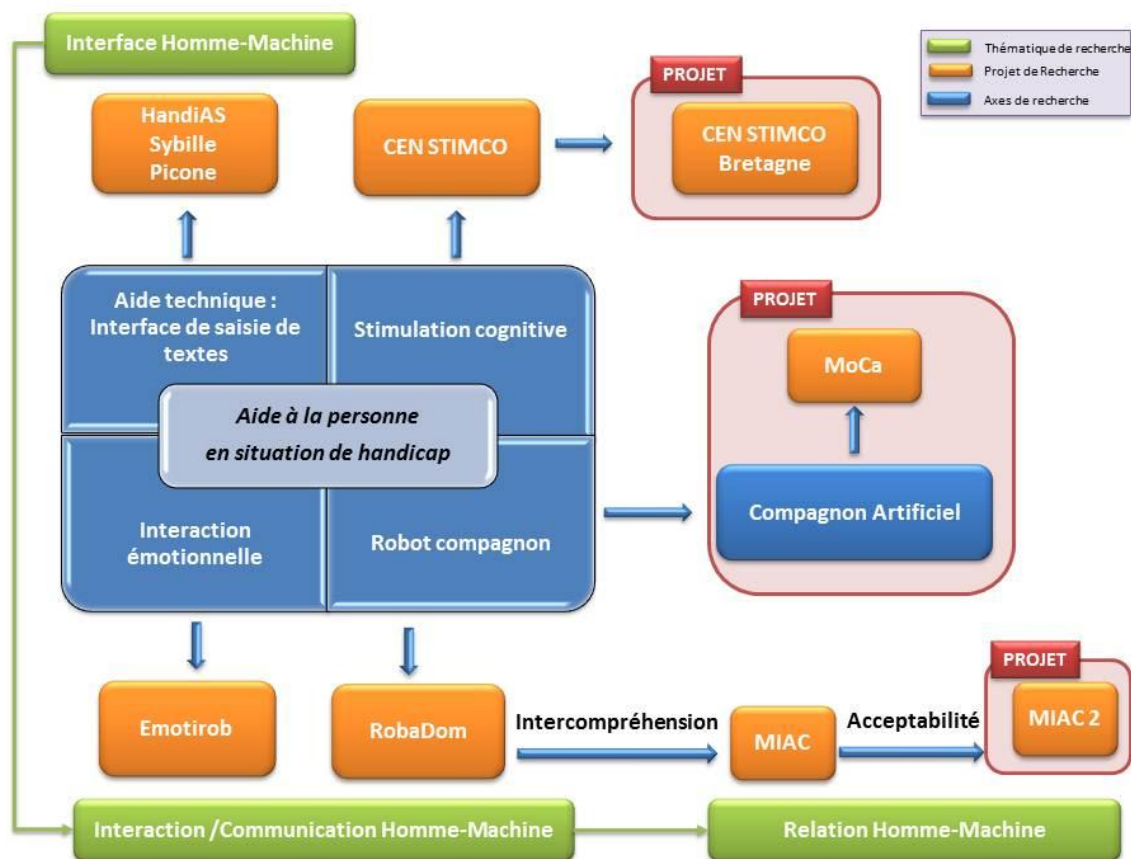 Interface Homme-Machine
Thématique de recherche
Projet de Recherche
Axes de recherche
HandiAS
Sybille
Picone
CEN STIMCO
PROJET
CEN STIMCO
Bretagne
Aide technique :
Interface de saisie de
textes
Stimulation cognitive
Aide à la personne
en situation de handicap
Interaction
émotionnelle
Robot compagnon
PROJET
MoCa
Compagnon Artificiel
Emotirob
RobaDom
Intercompréhension
MIAC
Acceptabilité
PROJET
MIAC 2
Interaction /Communication Homme-Machine
Relation Homme-Machine